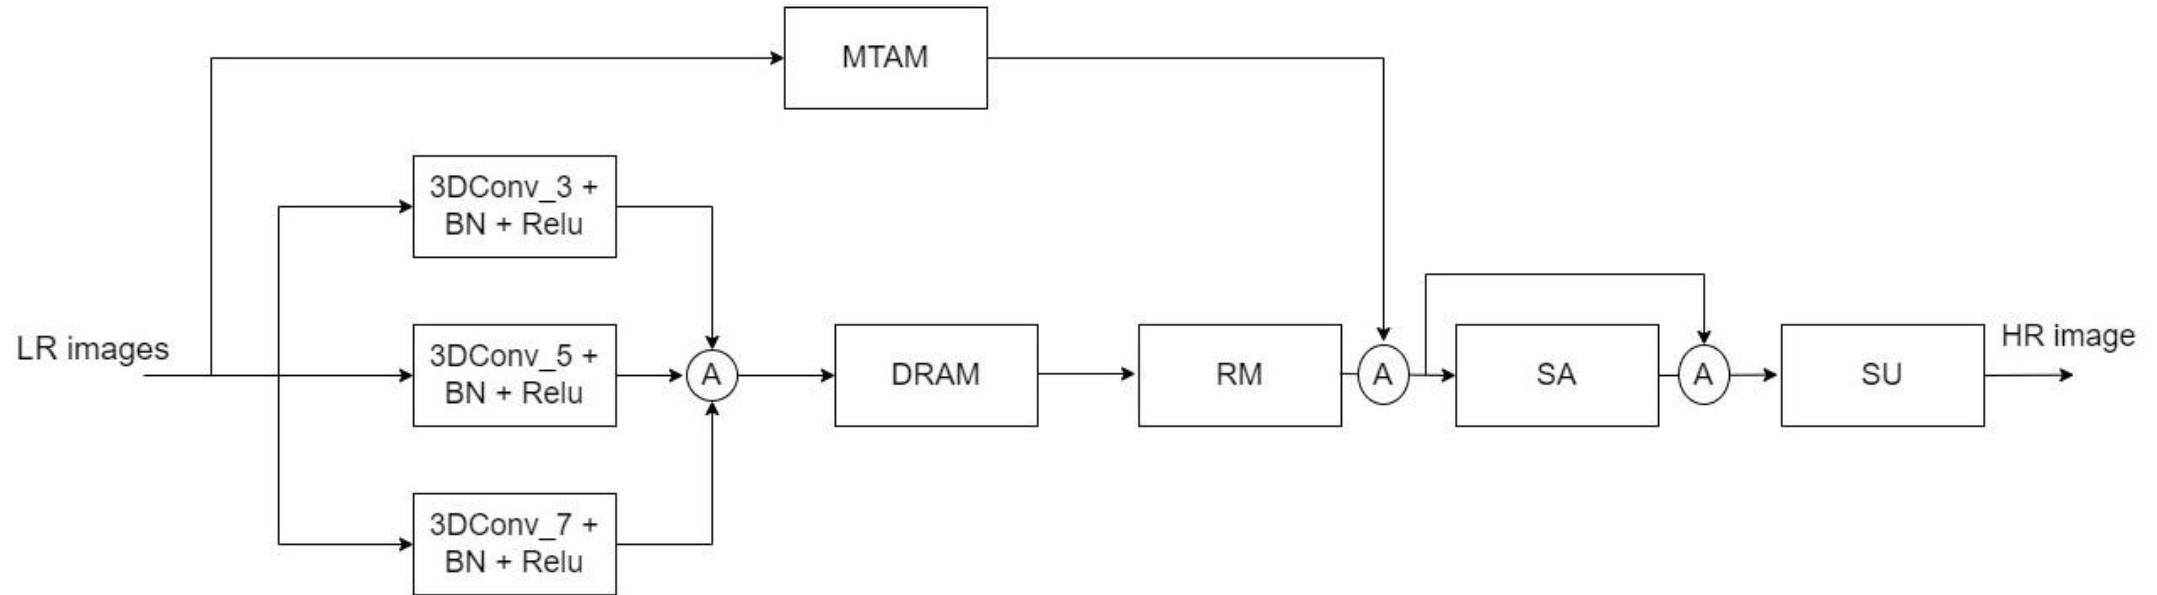 MTAM
3DConv_3 +
BN + Relu
LR images
3DConv_5 +
BN + Relu
A
DRAM
RM
A
SA
A
SU
HR image
3DConv_7 +
BN + Relu